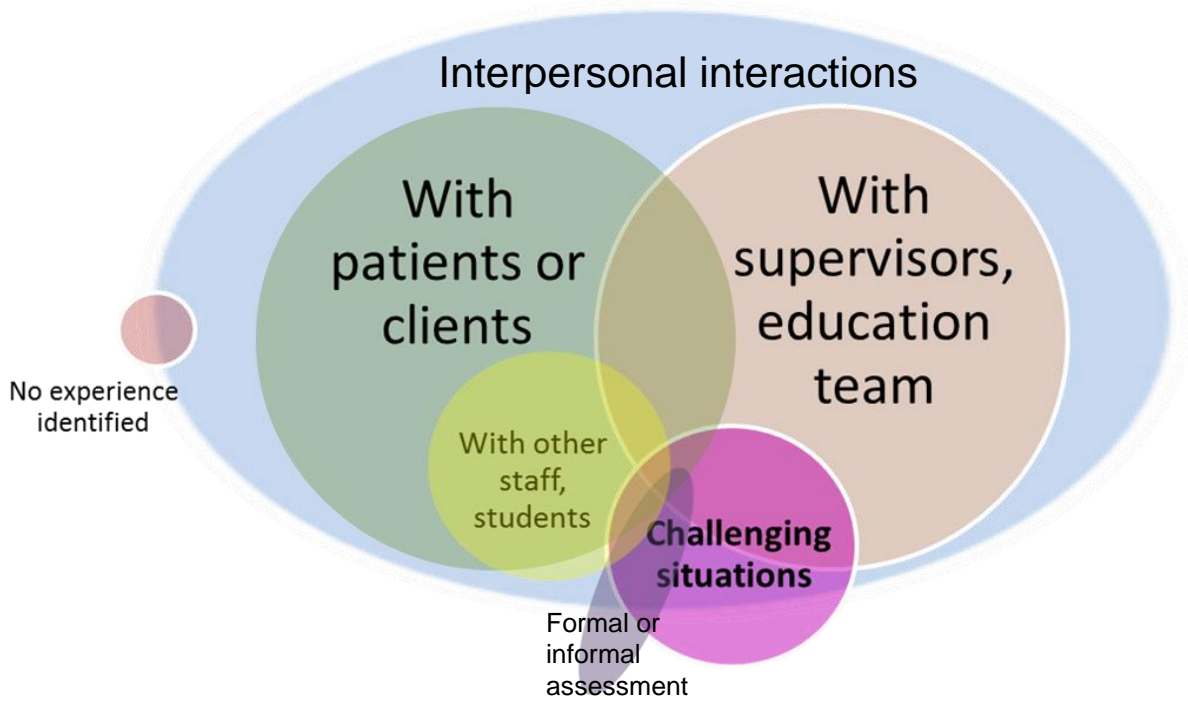 Interpersonal interactions
With
patients or
clients
With
supervisors,
education
team
No experience
identified
With other
staff,
students
Challenging
situations
Formal or
informal
assessment